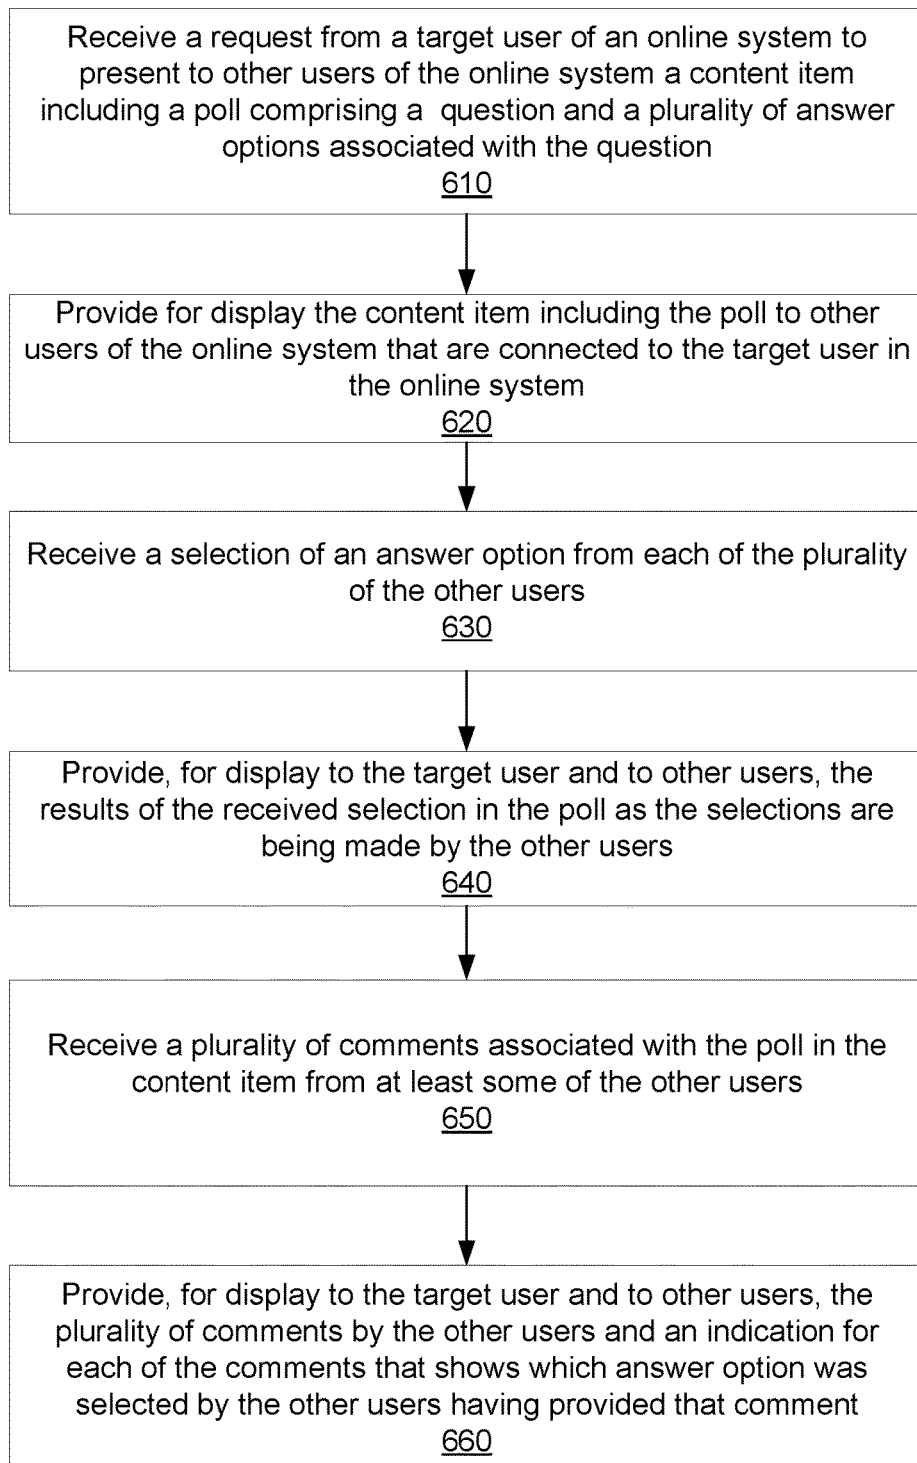 Receive a request from a target user of an online system to
present to other users of the online system a content item
including a poll comprising a question and a plurality of answer
options associated with the question
610
Provide for display the content item including the poll to other
users of the online system that are connected to the target user in
the online system
620
Receive a selection of an answer option from each of the plurality
of the other users
630
Provide, for display to the target user and to other users, the
results of the received selection in the poll as the selections are
being made by the other users
640
Receive a plurality of comments associated with the poll in the
content item from at least some of the other users
650
Provide, for display to the target user and to other users, the
plurality of comments by the other users and an indication for
each of the comments that shows which answer option was
selected by the other users having provided that comment
660